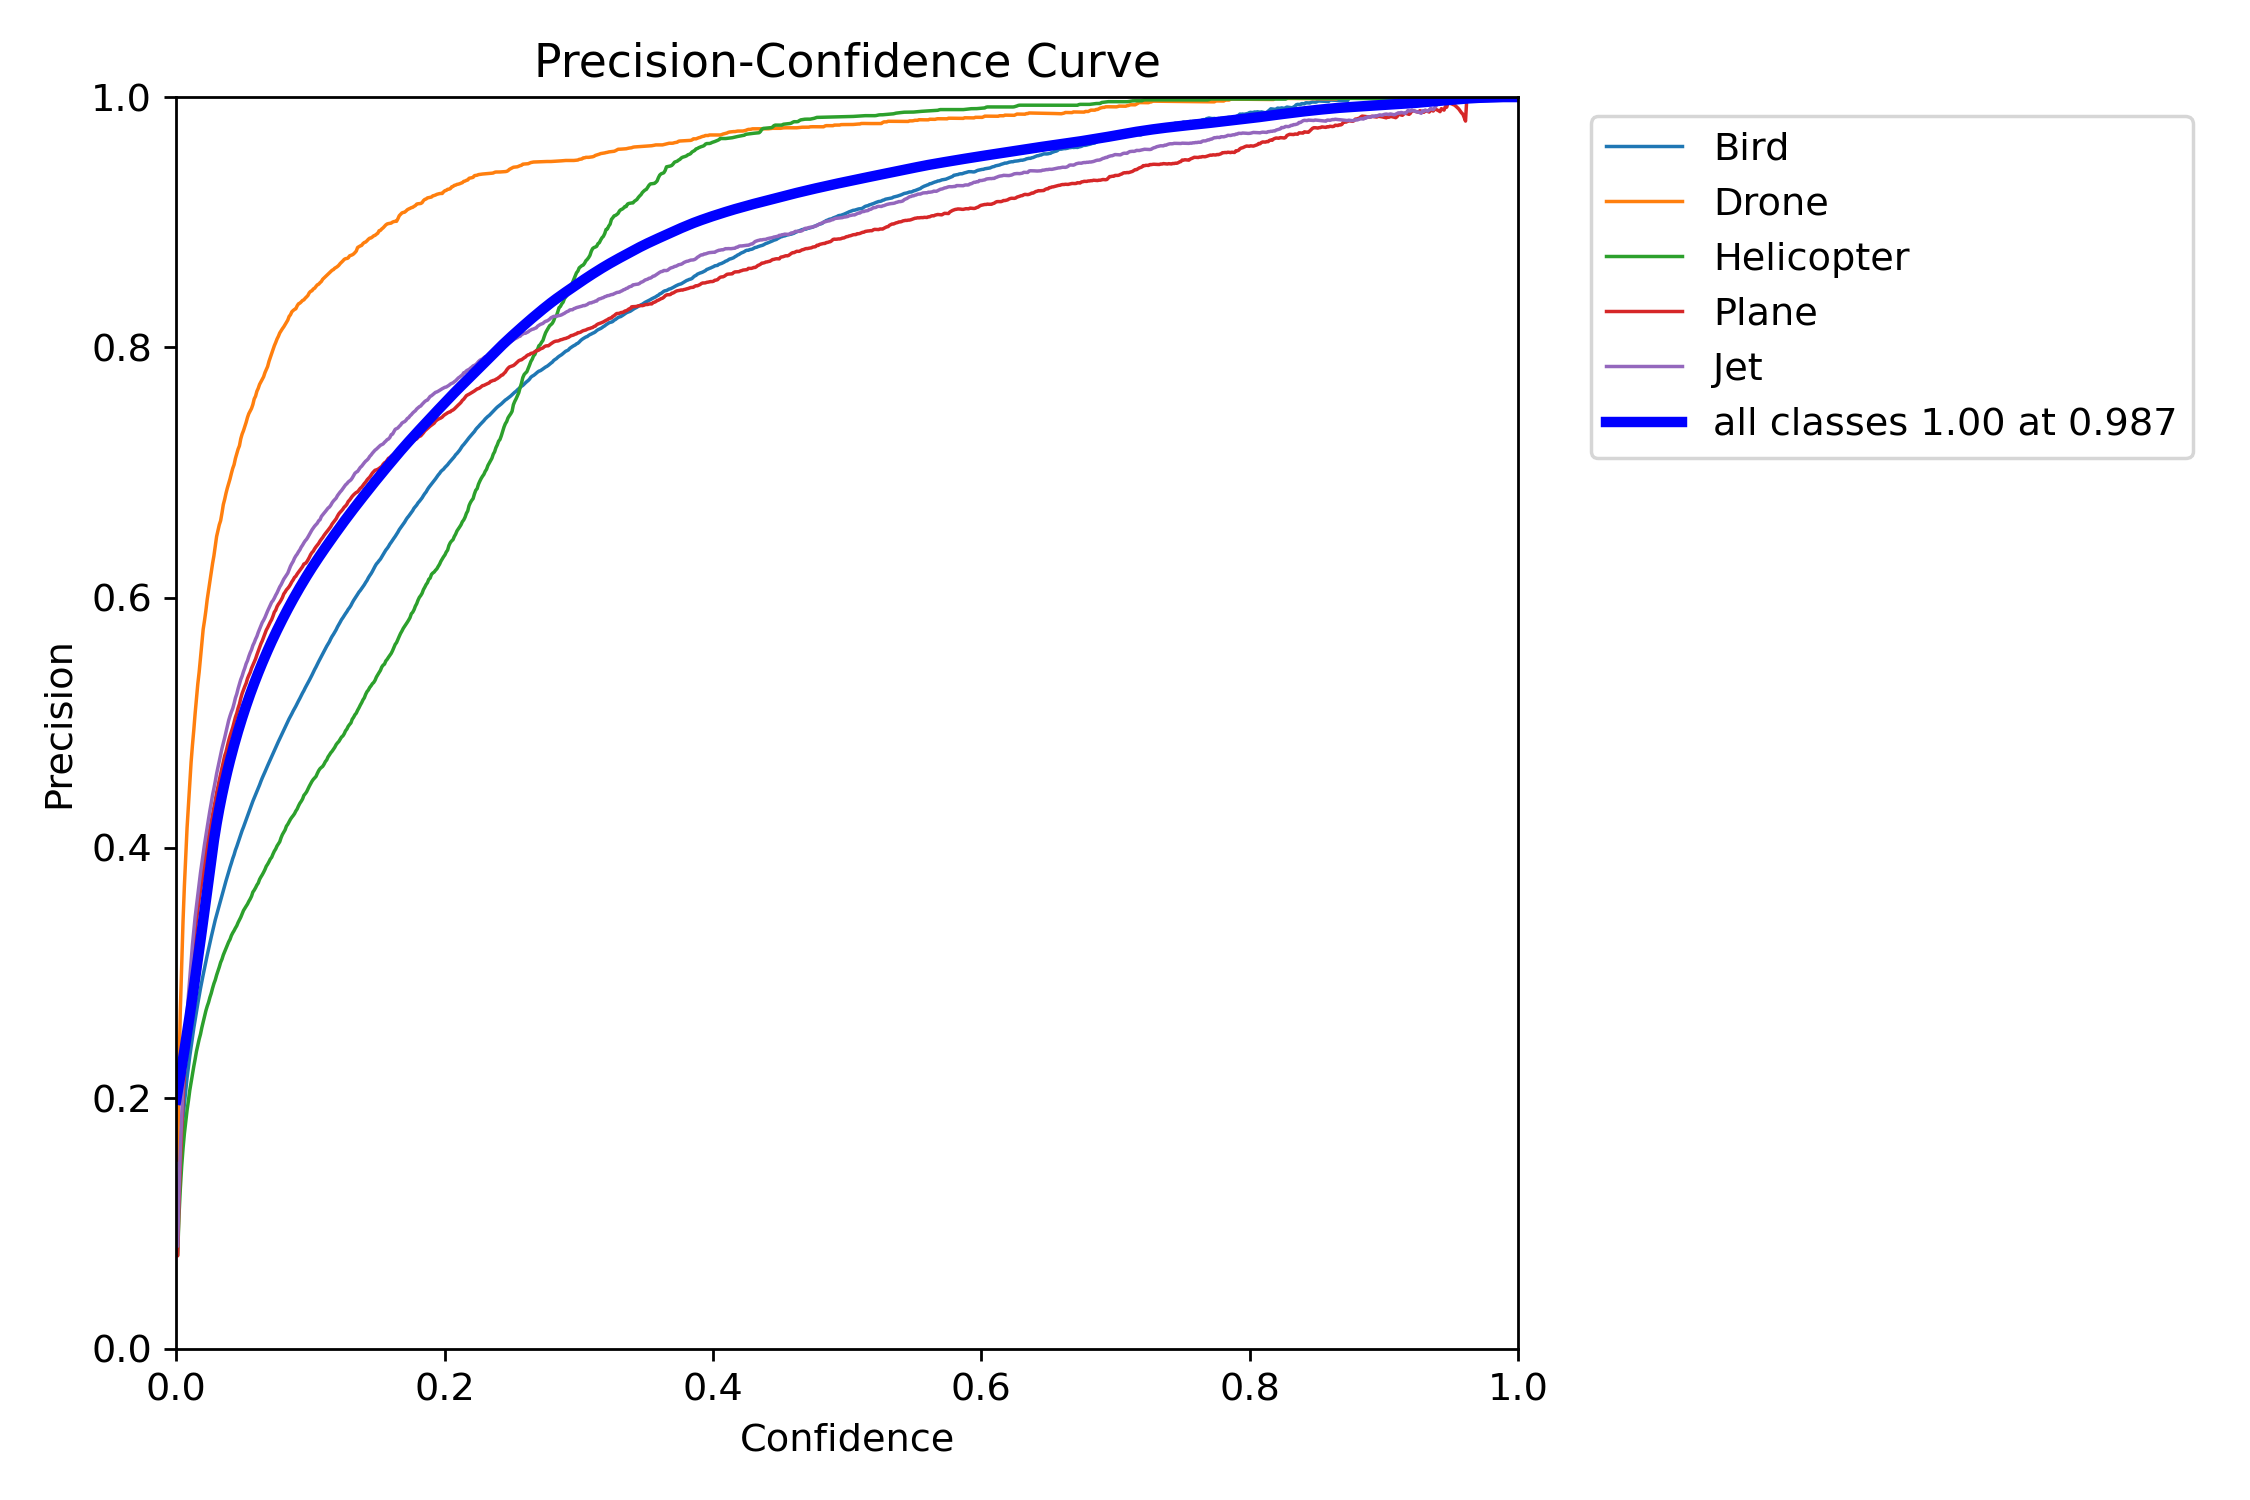 Precision-Confidence Curve
1.0
0.8
0.6
0.4
0.2
0.0
Precision
0.0 0.2 0.4 0.6 0.8 1.0
Confidence
Bird
Drone
Helicopter
Plane
Jet
all classes 1.00 at 0.987